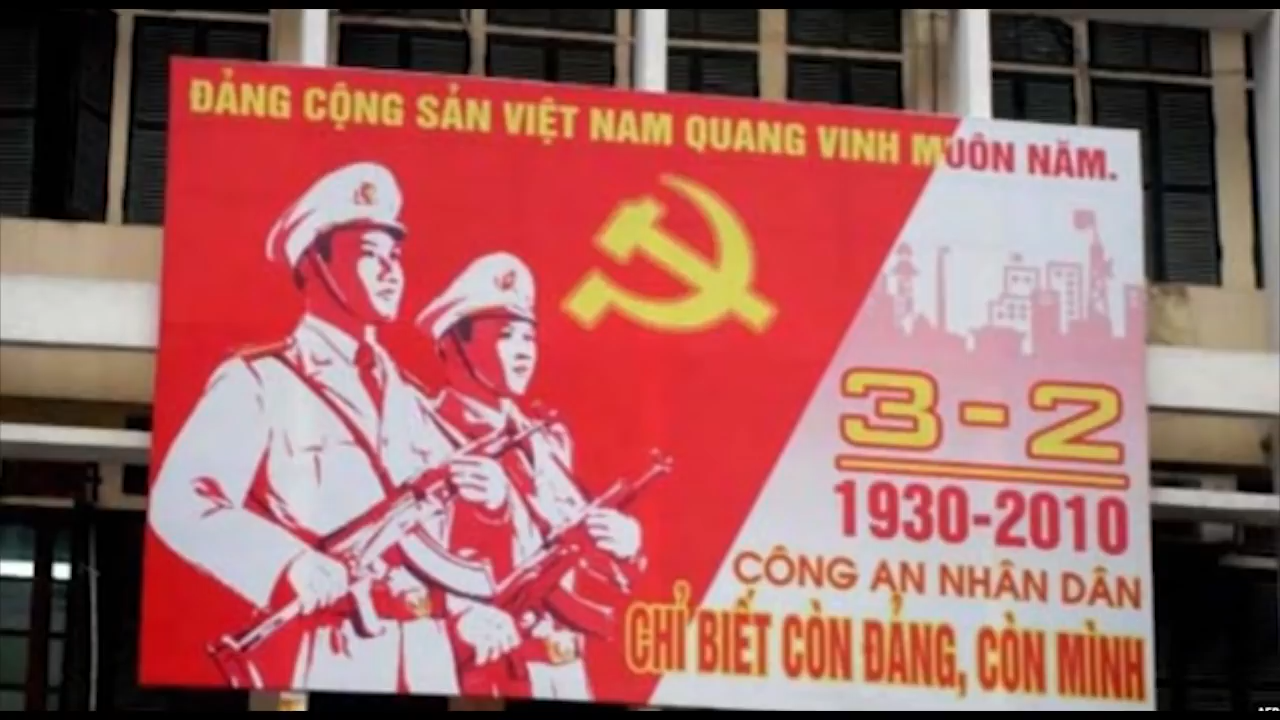 ĐẢNG CỘNG SẢN VIỆT NAM QUANG VINH MUÔN NĂM.
3-2
1930-2010
CÔNG AN NHÂN DÂN
CHỈ BIẾT CÒN ĐẢNG, CÒN MÌNH